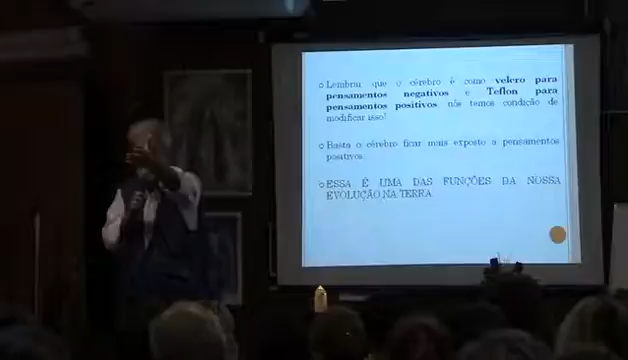 Lembrar que o cérebro é como velcro para
pensamentos negativos e Teflon para
pensamentos positivos nós temos condição de
modificar isso!
Basta o cérebro ficar mais exposto a pensamentos
positivos.
ESSA É UMA DAS FUNÇÕES DA NOSSA
EVOLUÇÃO NA TERRA.